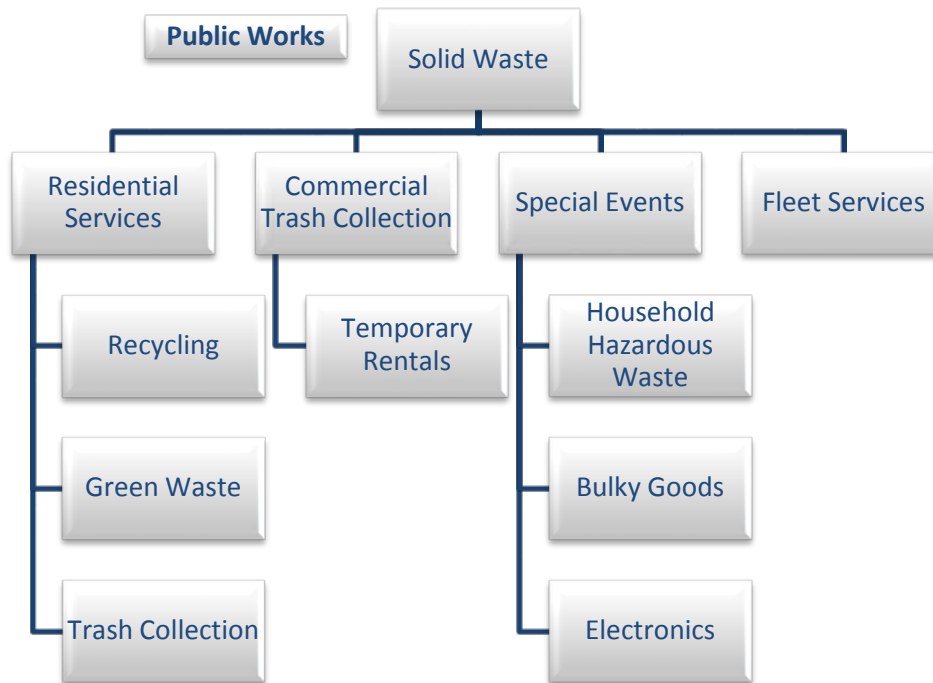 Public Works
Solid Waste
Residential
Services
Commercial
Trash Collection
Special Events
Fleet Services
Recycling
Temporary
Rentals
Household
Hazardous
Waste
Green Waste
Bulky Goods
Trash Collection
Electronics